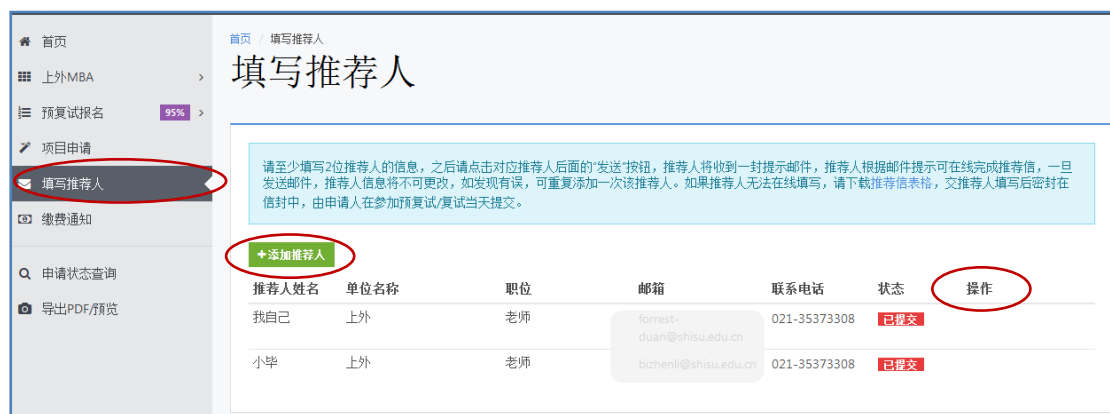 首页
上外MBA
预复试报名 95%
项目申请
填写推荐人
缴费通知
申请状态查询
导出PDF/预览
首页 / 填写推荐人
填写推荐人
请至少填写2位推荐人的信息，之后请点击对应推荐人后面的“发送”按钮，推荐人将收到一封提示邮件，推荐人根据邮件提示可在线完成推荐信，一旦
发送邮件，推荐人信息将不可更改，如发现有误，可重复添加一次该推荐人。如果推荐人无法在线填写，请下载推荐信表格，交推荐人填写后密封在
信封中，由申请人在参加预复试/复试当天提交。
+添加推荐人
推荐人姓名 单位名称 职位 邮箱 联系电话 状态 操作
我自己 上外 老师 forrest- 021-35373308 已提交
duan@shisu.edu.cn
小毕 上外 老师 bizhenli@shisu.edu.cn 021-35373308 已提交